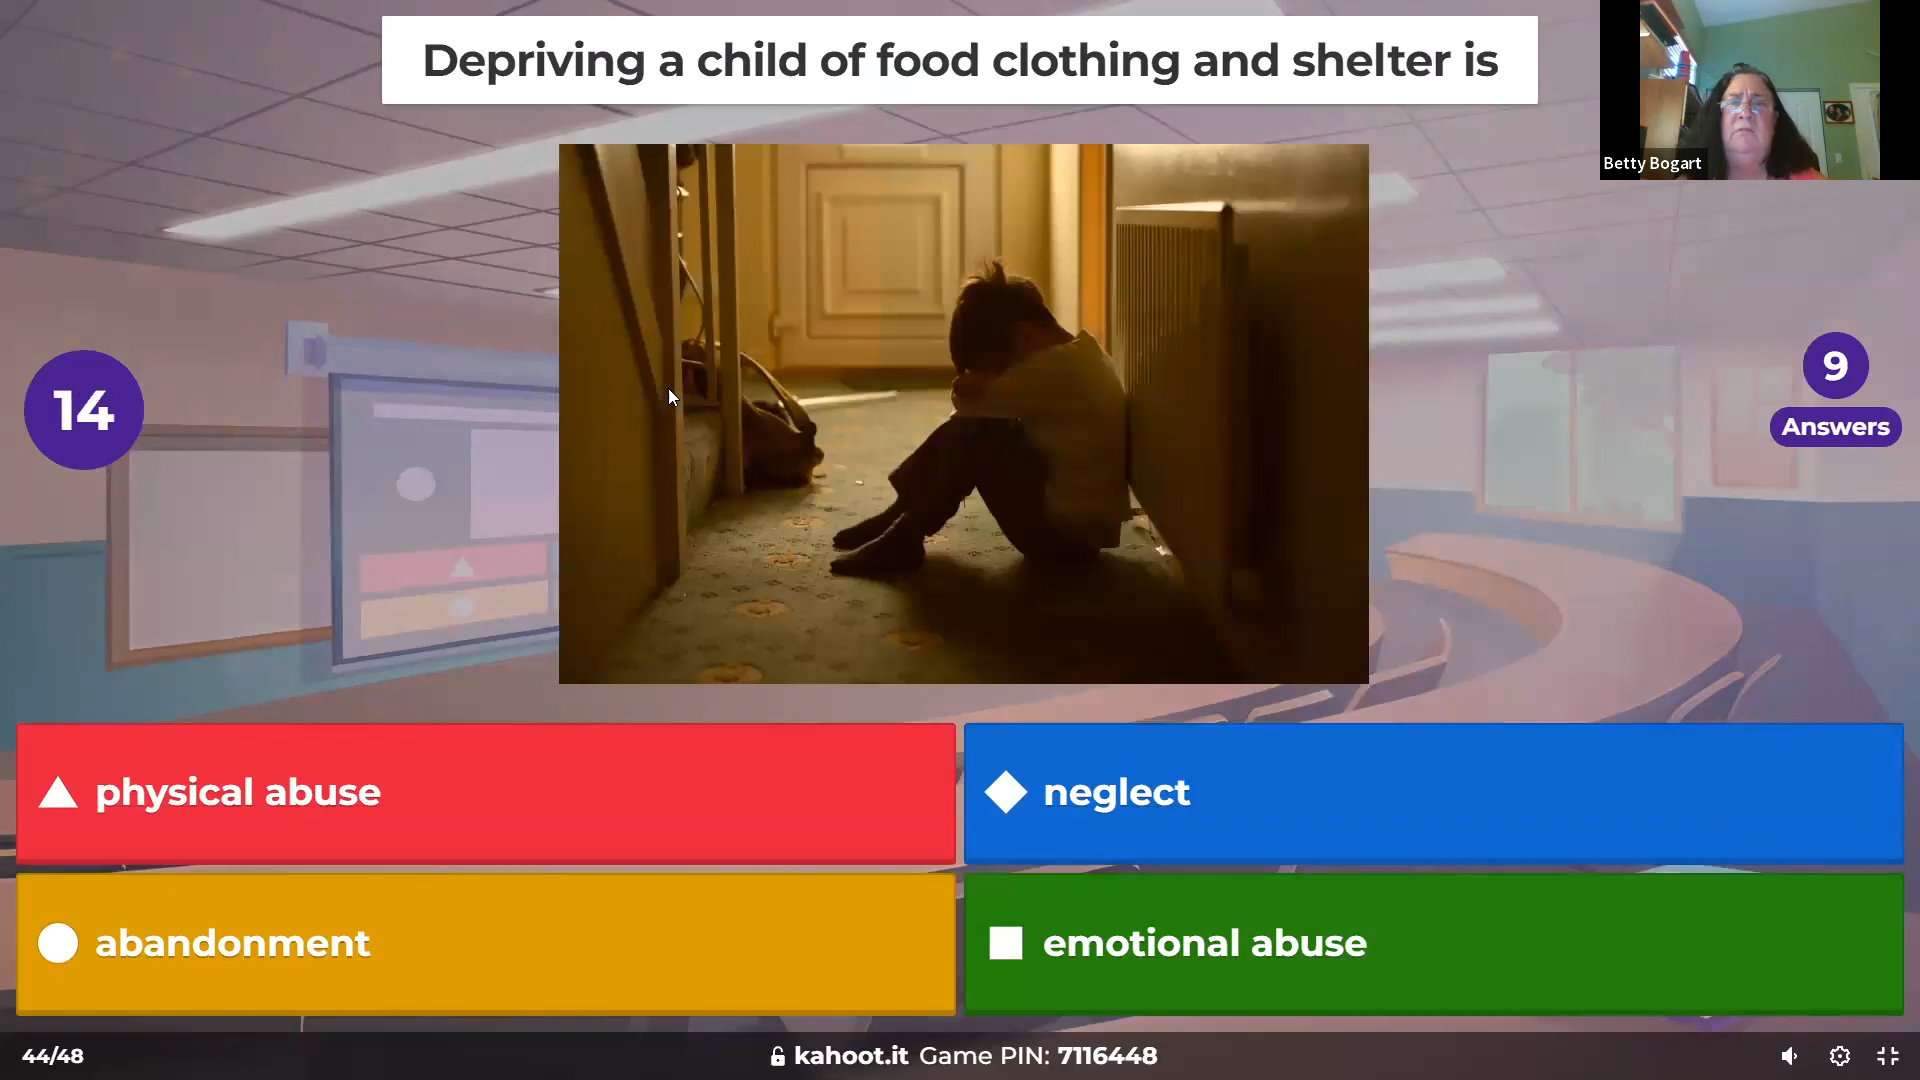 Depriving a child of food clothing and shelter is
Betty Bogart
14
9
Answers
physical abuse
neglect
abandonment
emotional abuse
44/48
kahoot.it Game PIN: 7116448